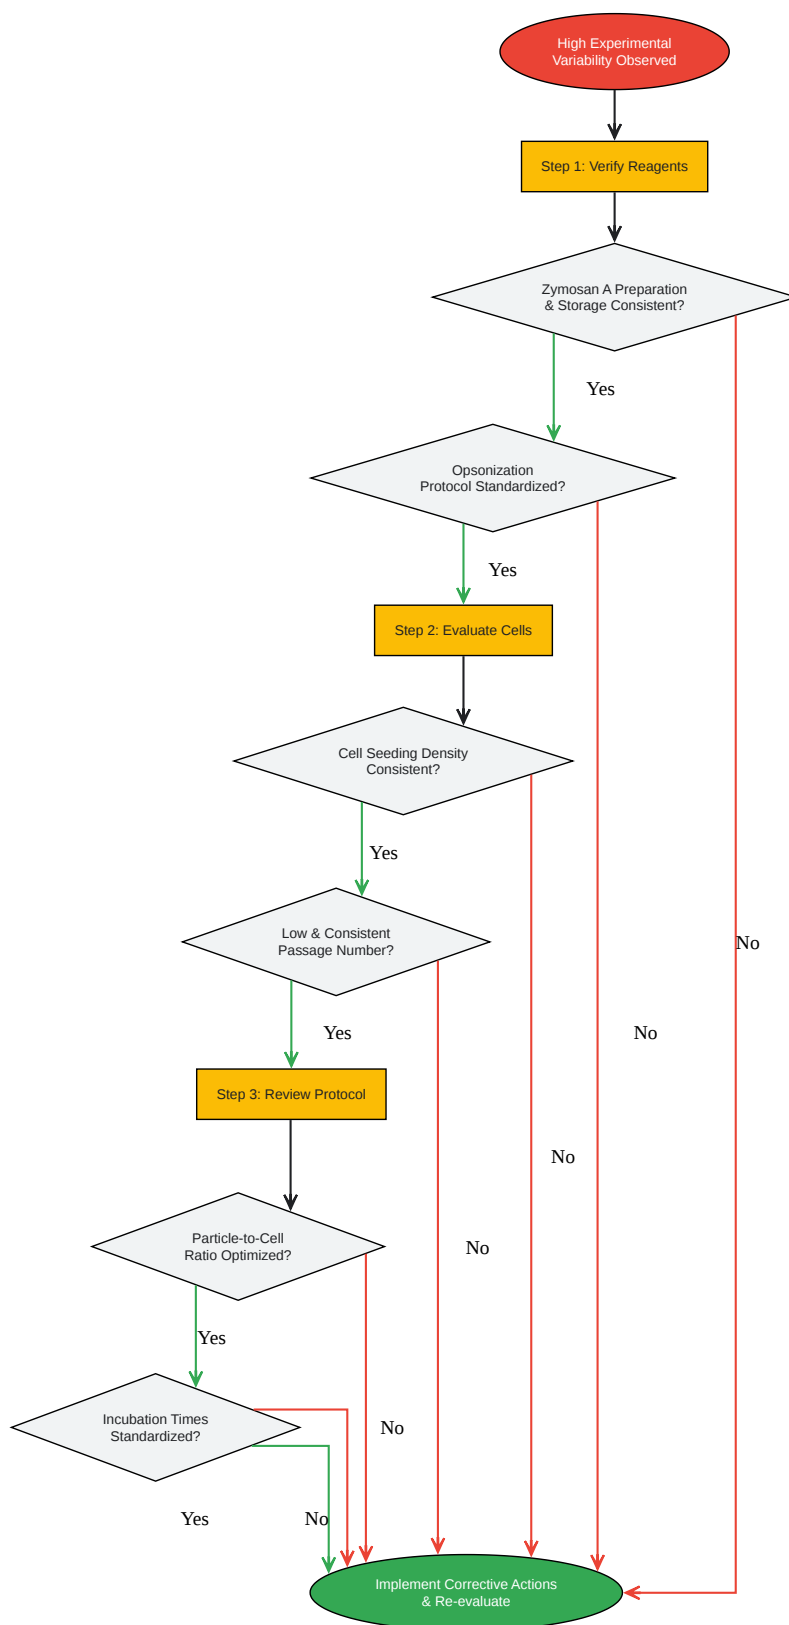 High Experimental
Variability Observed
Step 1: Verify Reagents
Zymosan A Preparation
& Storage Consistent?
Yes
Opsonization
Protocol Standardized?
Yes
Step 2: Evaluate Cells
Cell Seeding Density
Consistent?
Yes
Low & Consistent
Passage Number?
No
Yes
No
Step 3: Review Protocol
No
Particle-to-Cell
Ratio Optimized?
No
Yes
Incubation Times
Standardized?
No
Yes
No
Implement Corrective Actions
& Re-evaluate